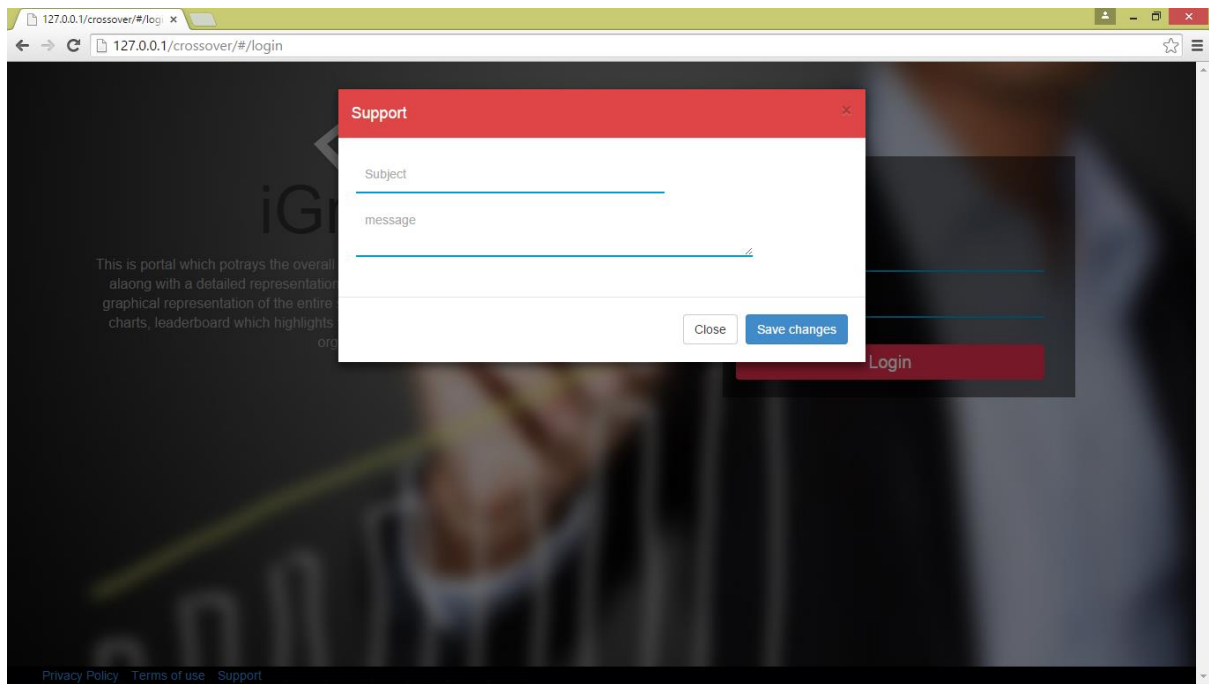 127.0.0.1/crossover/#/logi
127.0.0.1/crossover/#/login
Support
Subject
message
Close Save changes
iGr
This is portal which potrays the overall
alaong with a detailed representation
graphical representation of the entire
charts, leaderboard which highlights
org
Login
Privacy Policy Terms of use Support